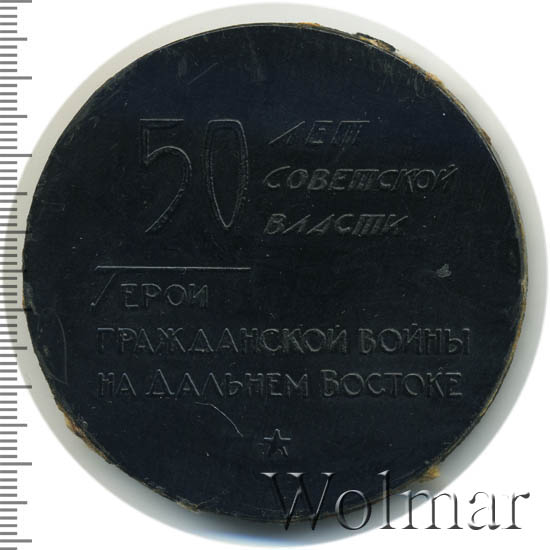 50 ЛЕТ
СОВЕТСКОЙ
ВЛАСТИ
ГЕРОИ
ГРАЖДАНСКОЙ ВОЙНЫ
НА ДАЛЬНЕМ ВОСТОКЕ
Wolmar